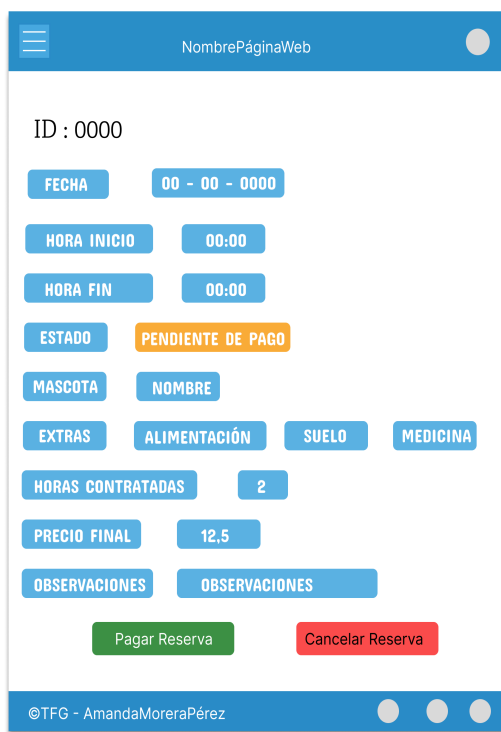 NombrePáginaWeb
ID : 0000
FECHA 00 - 00 - 0000
HORA INICIO 00:00
HORA FIN 00:00
ESTADO PENDIENTE DE PAGO
MASCOTA NOMBRE
EXTRAS ALIMENTACIÓN SUELO MEDICINA
HORAS CONTRATADAS 2
PRECIO FINAL 12,5
OBSERVACIONES OBSERVACIONES
Pagar Reserva Cancelar Reserva
©TFG - AmandaMoreraPérez